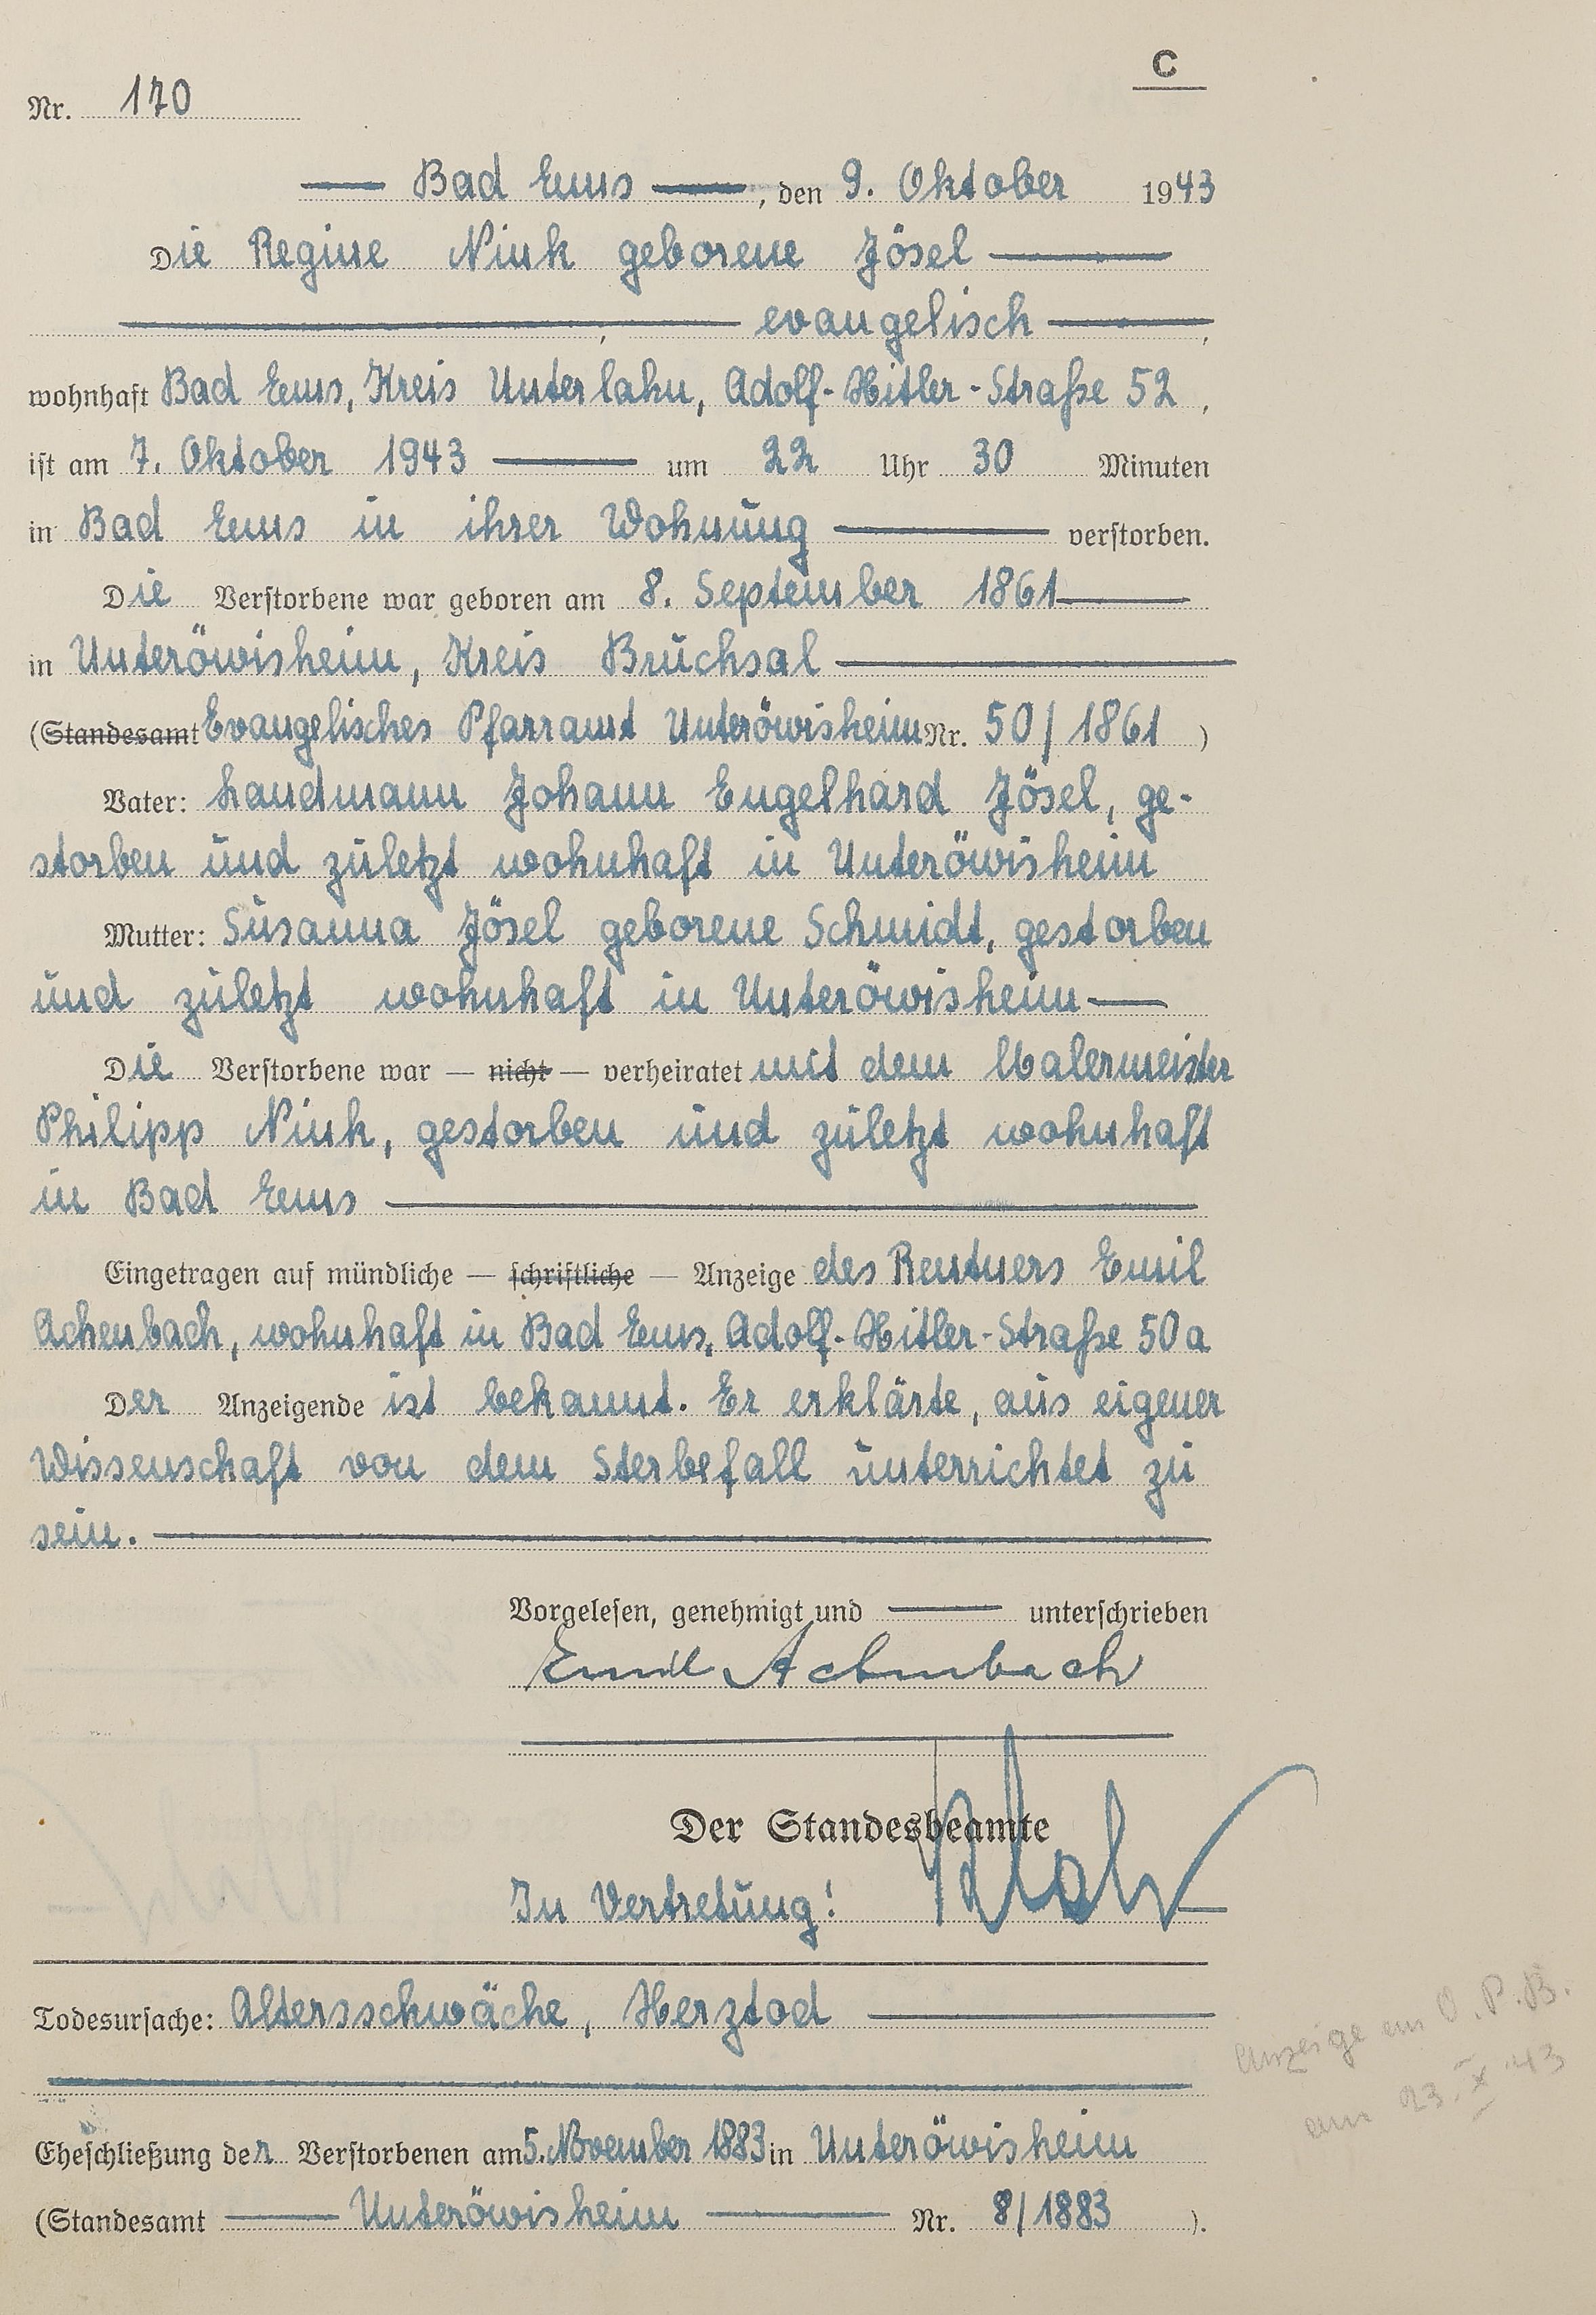 C
Nr. 170
Bad Ems, den 9. Oktober 1943
Die Regine Nink geborene Jösel
, evangelisch,
wohnhaft Bad Ems, Kreis Unterlahn, Adolf-Hitler-Straße 52,
ist am 7. Oktober 1943 um 22 Uhr 30 Minuten
in Bad Ems in ihrer Wohnung verstorben.
Die Verstorbene war geboren am 8. September 1861
in Unteröwisheim, Kreis Bruchsal
(Standesamt Evangelisches Pfarramt Unteröwisheim Nr. 50/1861)
Vater: Landmann Johann Engelhard Jösel, ge-
storben und zuletzt wohnhaft in Unteröwisheim
Mutter: Susanna Jösel geborene Schmidt, gestorben
und zuletzt wohnhaft in Unteröwisheim
Die Verstorbene war — nicht — verheiratet mit dem Malermeister
Philipp Nink, gestorben und zuletzt wohnhaft
in Bad Ems
Eingetragen auf mündliche — schriftliche — Anzeige des Rentners Emil
Achenbach, wohnhaft in Bad Ems, Adolf-Hitler-Straße 50a
Der Anzeigende ist bekannt. Er erklärte, aus eigener
Wissenschaft von dem Sterbefall unterrichtet zu
sein.
Vorgelesen, genehmigt und unterschrieben
Emil Achenbach
Der Standesbeamte
In Vertretung!
Todesursache: Altersschwäche, Herztod
Anzeige an O.P.B.
am 23.X.43
Eheschließung der Verstorbenen am 5. November 1883 in Unteröwisheim
(Standesamt Unteröwisheim Nr. 8/1883).